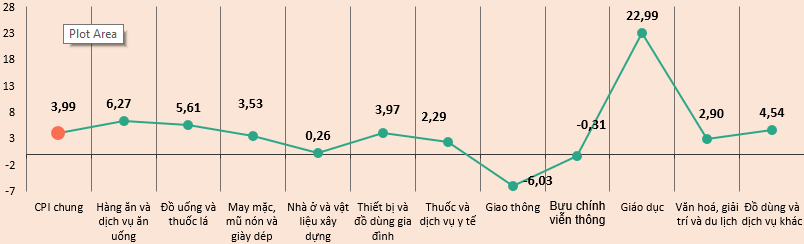 28
23
18
13
8
3
-2
-7
Plot Area
3,99
6,27
5,61
3,53
0,26
3,97
2,29
-6,03
-0,31
22,99
2,90
4,54
CPI chung
Hàng ăn và
dịch vụ ăn
uống
Đồ uống và
thuốc lá
May mặc,
mũ nón và
giày dép
Nhà ở và vật
liệu xây
dựng
Thiết bị và
đồ dùng gia
đình
Thuốc và
dịch vụ y tế
Giao thông
Bưu chính
viễn thông
Giáo dục
Văn hoá, giải
trí và du lịch
Đồ dùng và
dịch vụ khác